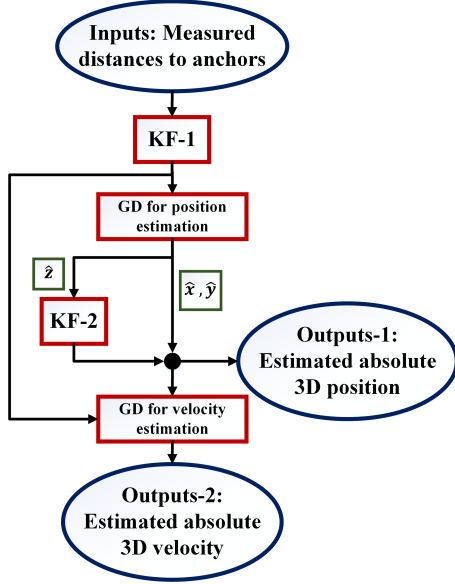 Inputs: Measured
distances to anchors
KF-1
GD for position
estimation
ẑ
x̂ , ŷ
KF-2
Outputs-1:
Estimated absolute
3D position
GD for velocity
estimation
Outputs-2:
Estimated absolute
3D velocity